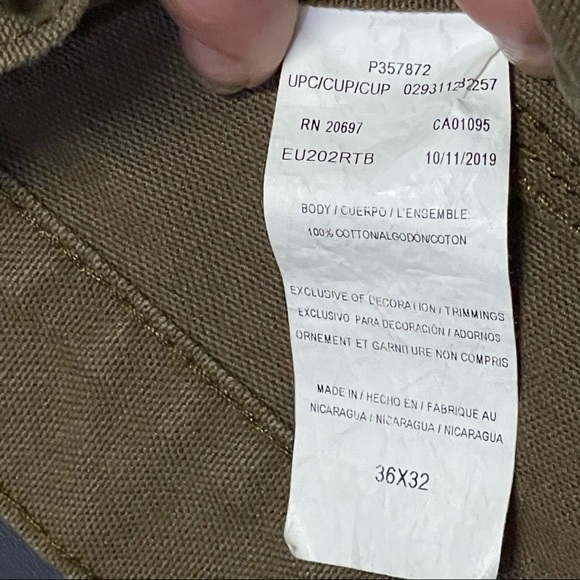 P357872
UPC/CUP/CUP 02931122257
RN 20697 CA01095
EU202RTB 10/11/2019
BODY / CUERPO / L'ENSEMBLE:
100% COTTON/ALGODÓN/COTON
EXCLUSIVE OF DECORATION / TRIMMINGS
EXCLUSIVO PARA DECORACIÓN / ADORNOS
ORNEMENT ET GARNITURE NON COMPRIS
MADE IN / HECHO EN / FABRIQUE AU
NICARAGUA / NICARAGUA / NICARAGUA
36X32